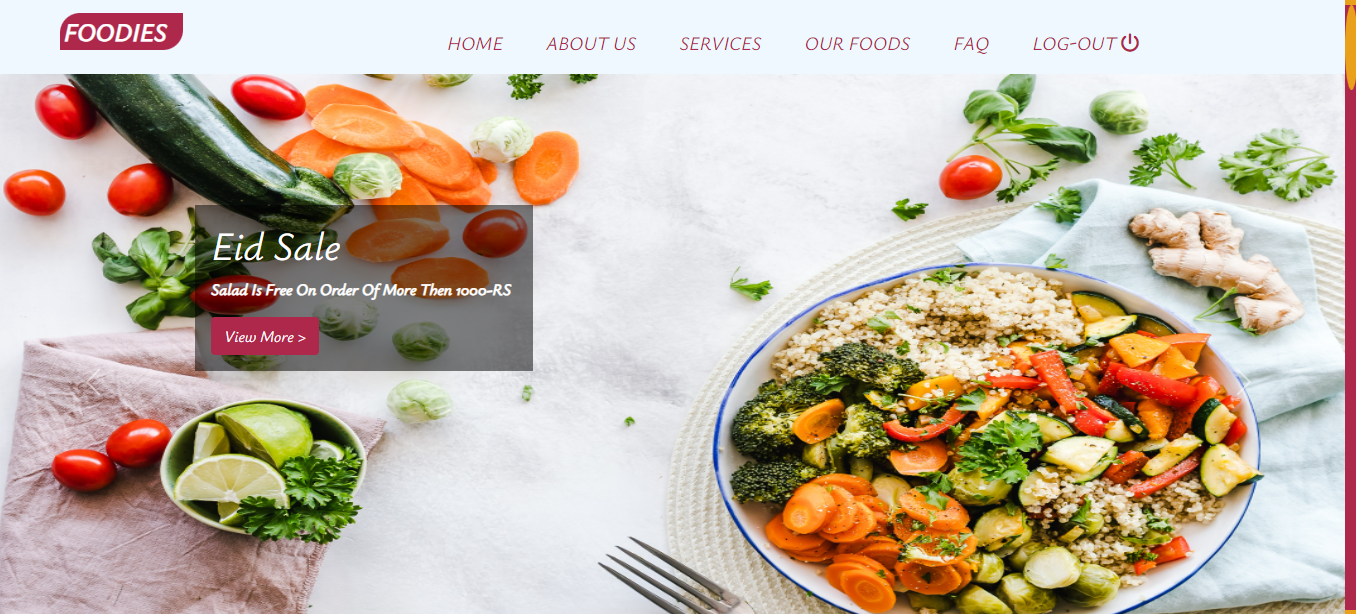 FOODIES
HOME ABOUT US SERVICES OUR FOODS FAQ LOG-OUT
Eid Sale
Salad Is Free On Order Of More Then 1000-RS
View More >